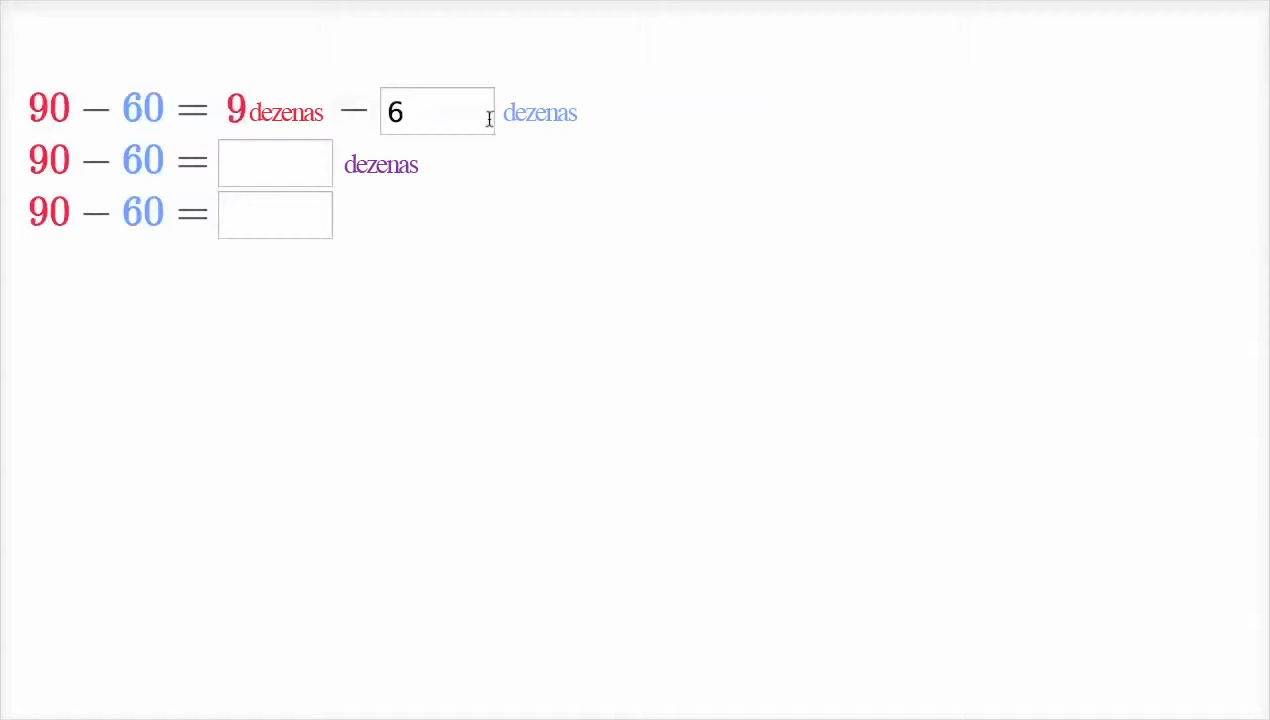 90 − 60 = 9 dezenas − 6 dezenas
90 − 60 = dezenas
90 − 60 =